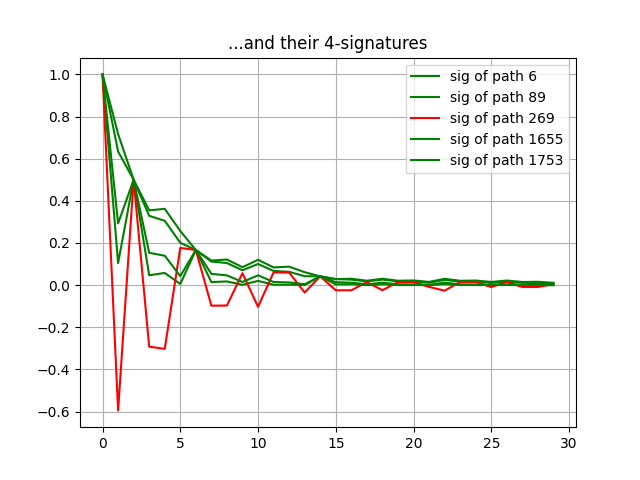 ...and their 4-signatures
sig of path 6
sig of path 89
sig of path 269
sig of path 1655
sig of path 1753
1.0
0.8
0.6
0.4
0.2
0.0
−0.2
−0.4
−0.6
0 5 10 15 20 25 30